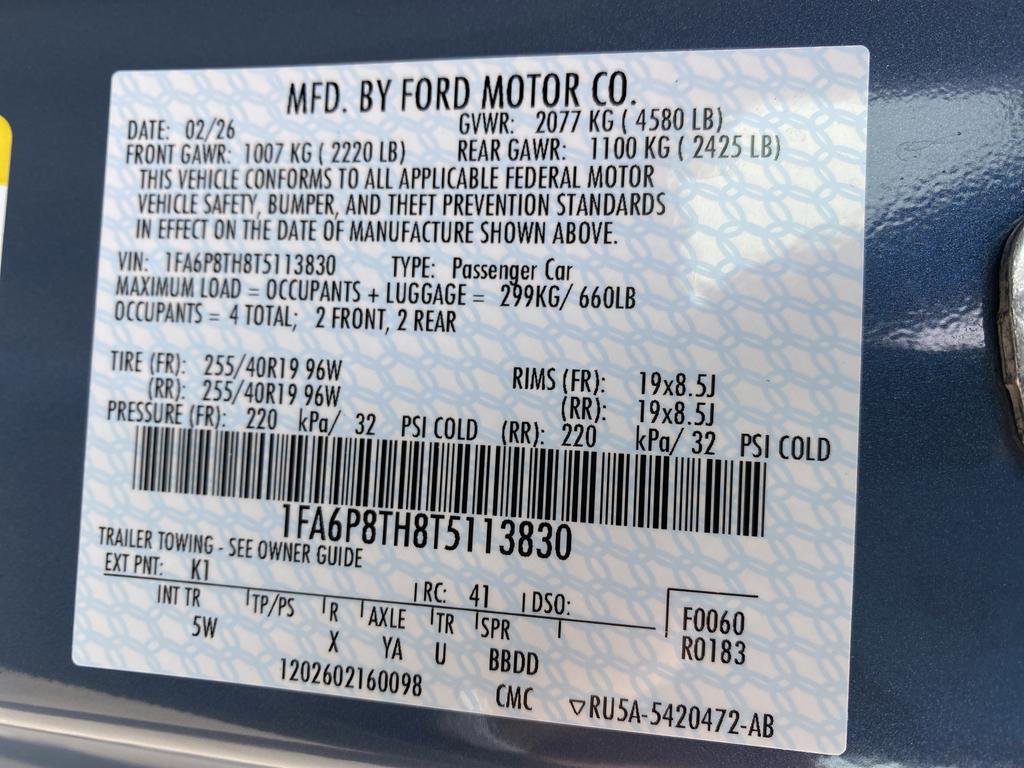 MFD. BY FORD MOTOR CO.
DATE: 02/26 GVWR: 2077 KG ( 4580 LB)
FRONT GAWR: 1007 KG ( 2220 LB) REAR GAWR: 1100 KG ( 2425 LB)
THIS VEHICLE CONFORMS TO ALL APPLICABLE FEDERAL MOTOR
VEHICLE SAFETY, BUMPER, AND THEFT PREVENTION STANDARDS
IN EFFECT ON THE DATE OF MANUFACTURE SHOWN ABOVE.
VIN: 1FA6P8TH8T5113830 TYPE: Passenger Car
MAXIMUM LOAD = OCCUPANTS + LUGGAGE = 299KG/ 660LB
OCCUPANTS = 4 TOTAL; 2 FRONT, 2 REAR
TIRE (FR): 255/40R19 96W RIMS (FR): 19x8.5J
(RR): 255/40R19 96W (RR): 19x8.5J
PRESSURE (FR): 220 kPa/ 32 PSI COLD (RR): 220 kPa/ 32 PSI COLD
1FA6P8TH8T5113830
TRAILER TOWING - SEE OWNER GUIDE
EXT PNT: K1 RC: 41 DSO:
INT TR TP/PS R AXLE TR SPR F0060
5W X YA U BBDD R0183
1202602160098 CMC ▽RU5A-5420472-AB